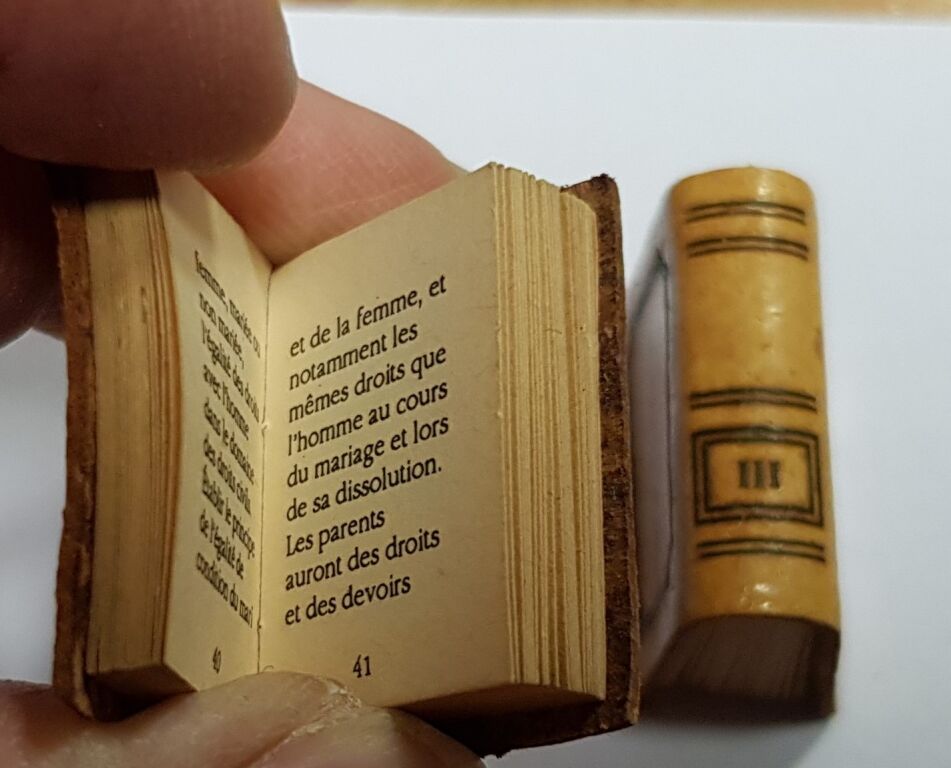 femme, mariée ou
non mariée,
l'égalité des droits
avec l'homme
dans le domaine
des droits civils
Établir le principe
de l'égalité de
condition du mari
40
et de la femme, et
notamment les
mêmes droits que
l'homme au cours
du mariage et lors
de sa dissolution.
Les parents
auront des droits
et des devoirs
41
III